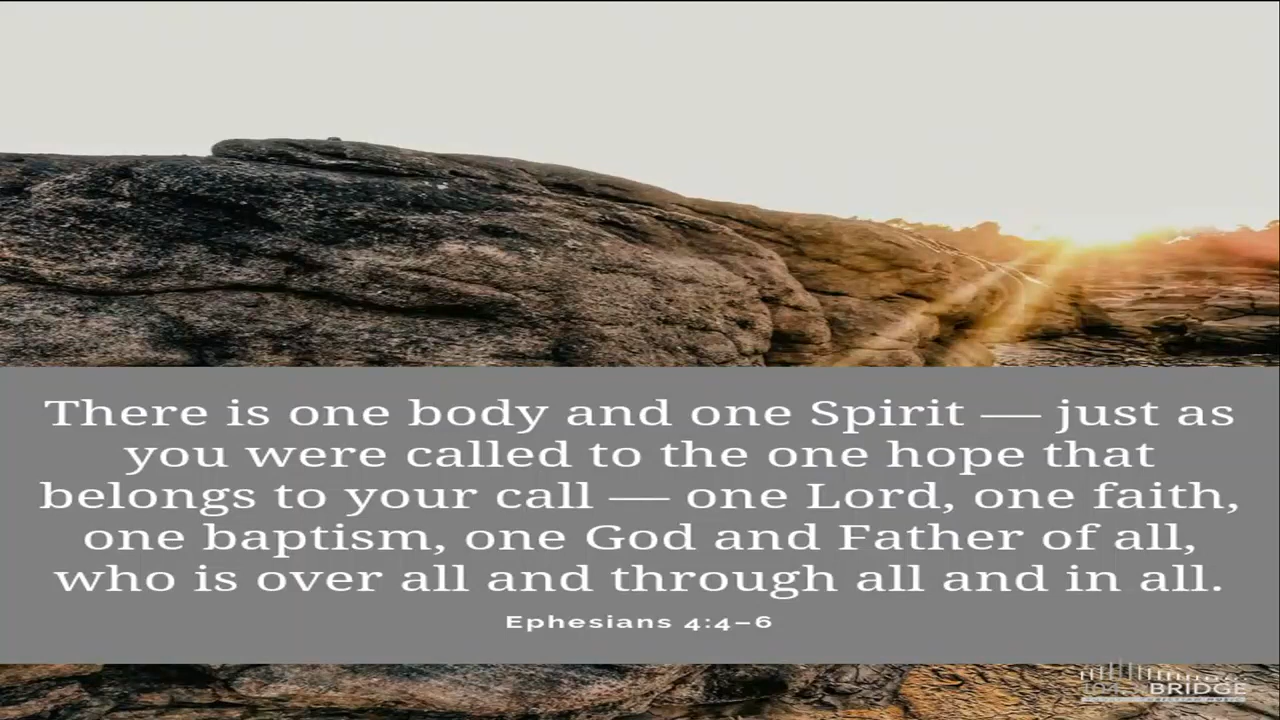 There is one body and one Spirit — just as
you were called to the one hope that
belongs to your call — one Lord, one faith,
one baptism, one God and Father of all,
who is over all and through all and in all.
Ephesians 4:4–6
BRIDGE